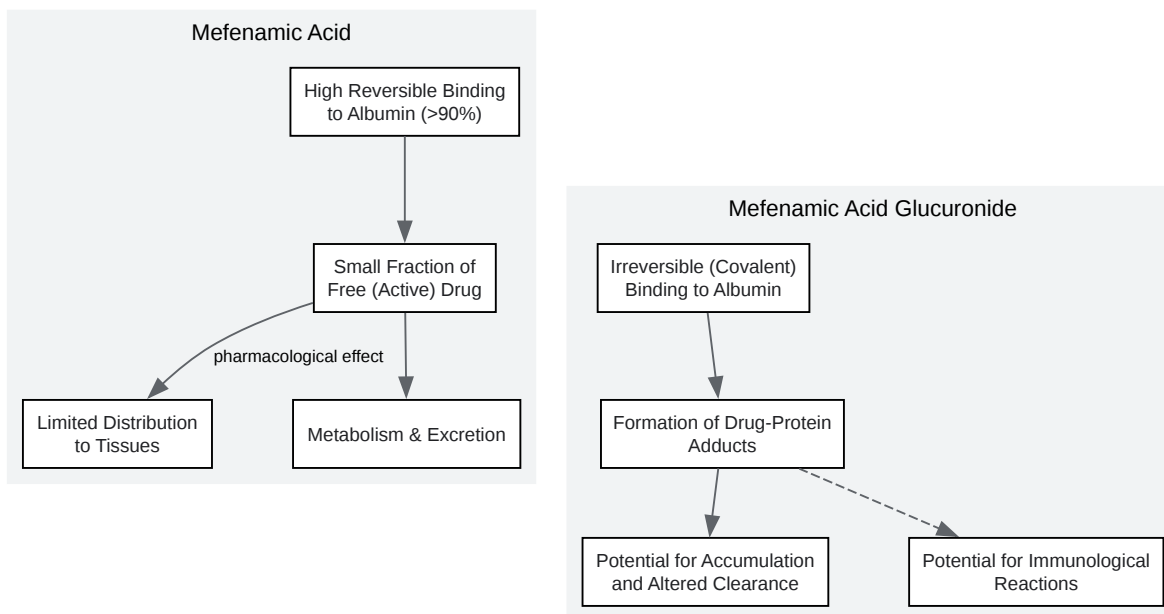 Mefenamic Acid
High Reversible Binding
to Albumin (>90%)
Small Fraction of
Free (Active) Drug
pharmacological effect
Limited Distribution
to Tissues
Metabolism & Excretion
Mefenamic Acid Glucuronide
Irreversible (Covalent)
Binding to Albumin
Formation of Drug-Protein
Adducts
Potential for Accumulation
and Altered Clearance
Potential for Immunological
Reactions